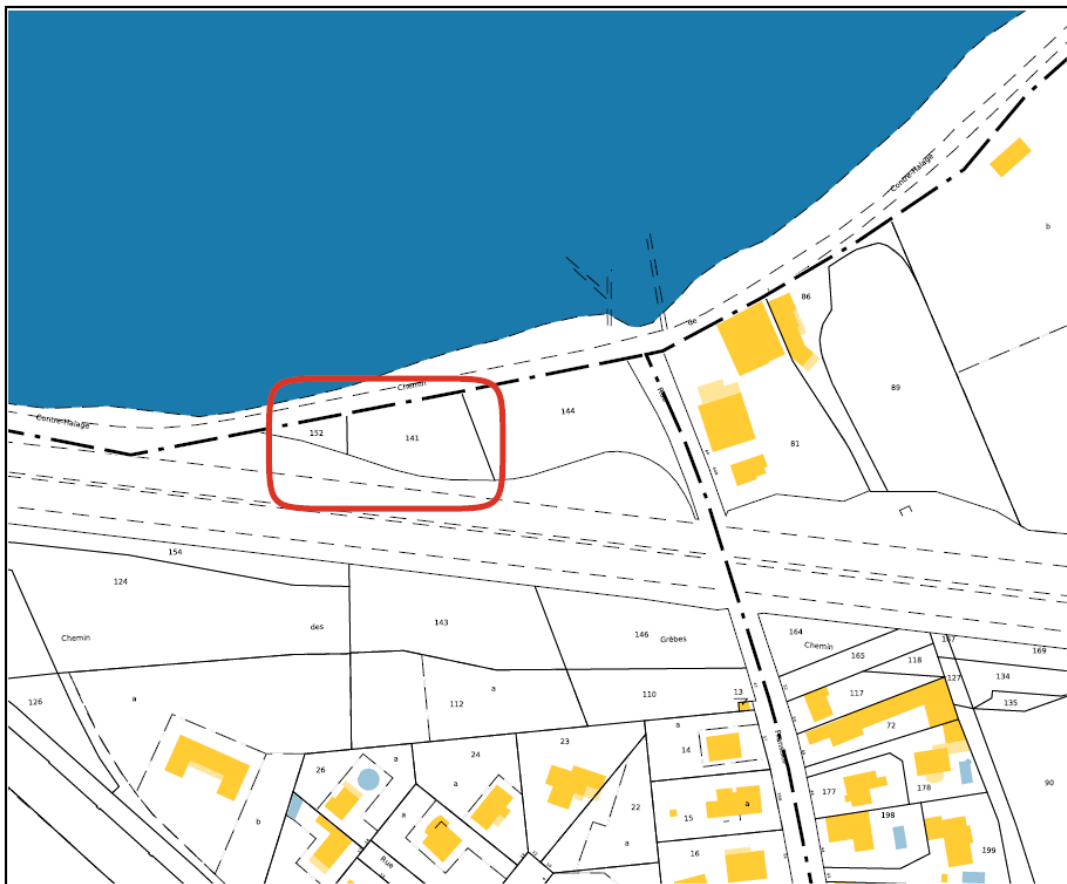 Contre-Halage
b
86
de
Chemin
89
144
Contre-Halage
152
141
81
154
124
143
des
Chemin
146
Grèbes
164
Chemin
165
167
169
118
134
127
117
135
126
a
a
112
110
13
72
a
14
23
24
a
26
a
177
178
90
22
a
15
a
198
b
a
16
199
Rue